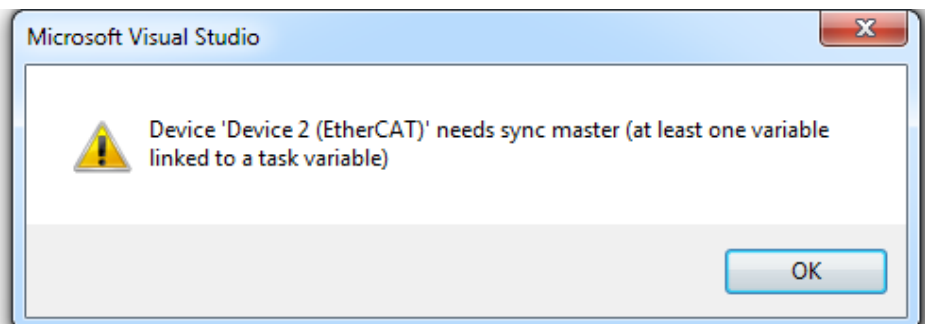 Microsoft Visual Studio
Device 'Device 2 (EtherCAT)' needs sync master (at least one variable
linked to a task variable)
OK